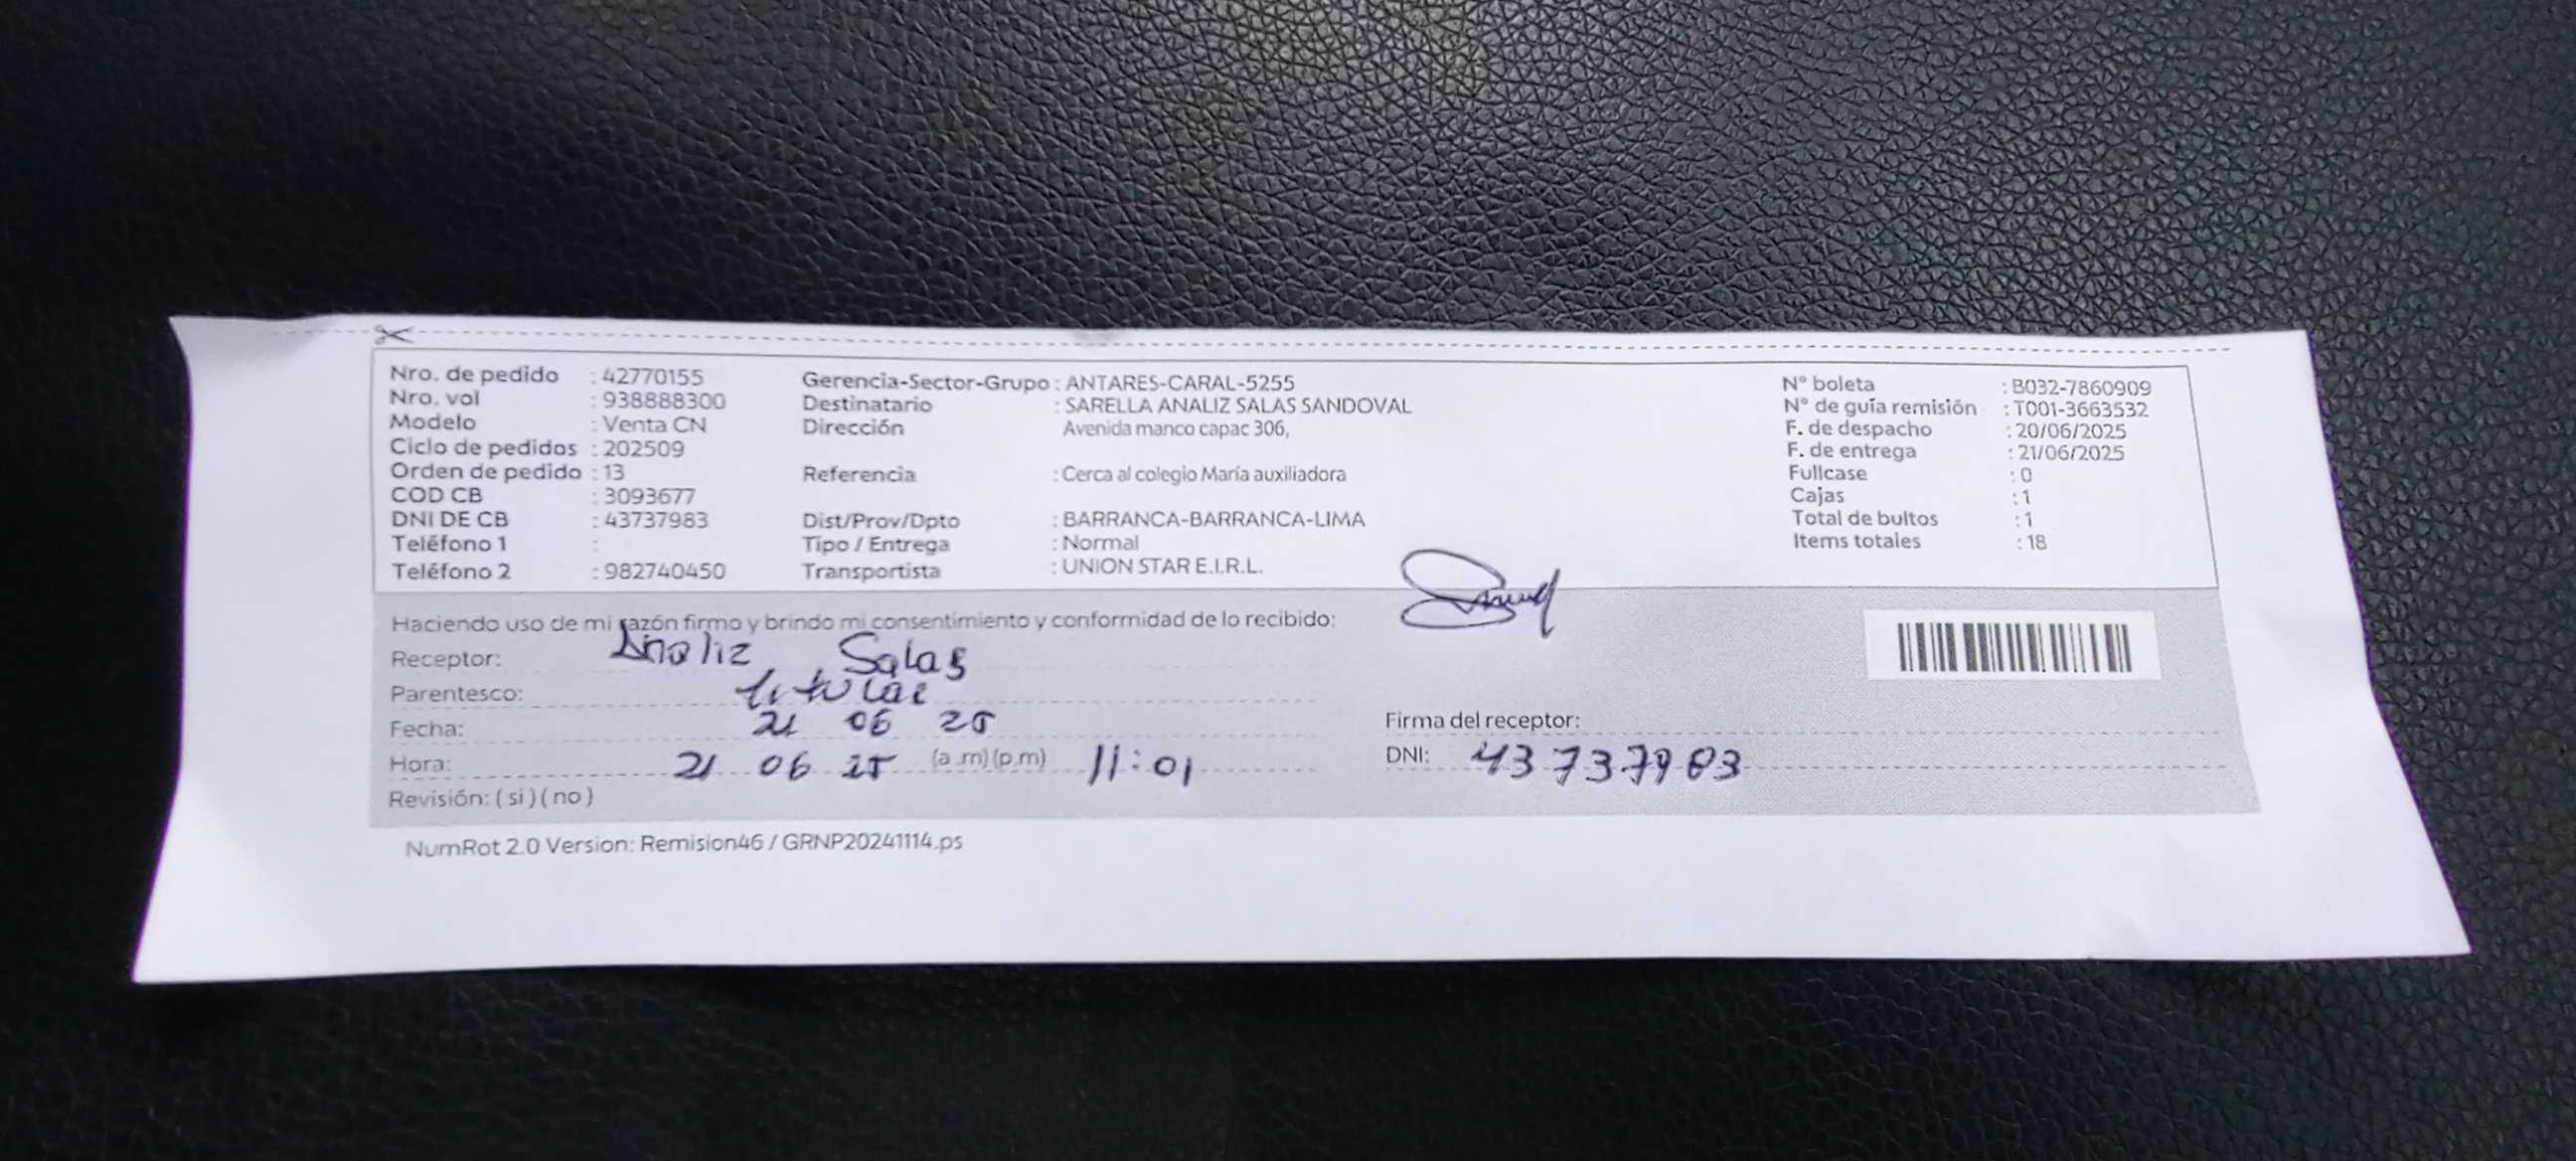 Nro. de pedido : 42770155
Nro. vol : 938888300
Modelo : Venta CN
Ciclo de pedidos : 202509
Orden de pedido : 13
COD CB : 3093677
DNI DE CB : 43737983
Teléfono 1 :
Teléfono 2 : 982740450
Gerencia-Sector-Grupo : ANTARES-CARAL-5255
Destinatario : SARELLA ANALIZ SALAS SANDOVAL
Dirección Avenida manco capac 306,
Referencia : Cerca al colegio María auxiliadora
Dist/Prov/Dpto : BARRANCA-BARRANCA-LIMA
Tipo / Entrega : Normal
Transportista : UNION STAR E.I.R.L.
N° boleta : B032-7860909
N° de guía remisión : T001-3663532
F. de despacho : 20/06/2025
F. de entrega : 21/06/2025
Fullcase : 0
Cajas : 1
Total de bultos : 1
Items totales : 18
Haciendo uso de mi razón firmo y brindo mi consentimiento y conformidad de lo recibido:
Receptor: Analiz Salas
Parentesco: titular
Fecha: 21 06 25
Hora: 21 06 25 (a.m)(p.m) 11:01
Revisión: ( si ) ( no )
Firma del receptor:
DNI: 43737983
NumRot 2.0 Version: Remision46 / GRNP20241114.ps